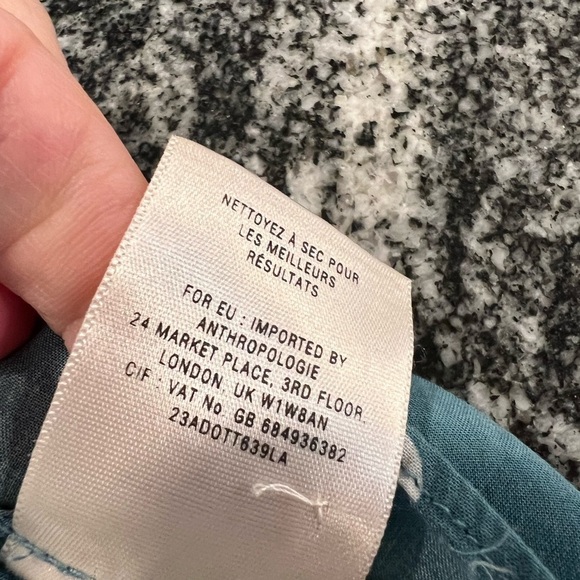 NETTOYEZ À SEC POUR
LES MEILLEURS
RÉSULTATS
FOR EU : IMPORTED BY
ANTHROPOLOGIE
24 MARKET PLACE, 3RD FLOOR.
LONDON, UK W1W8AN
C/F : VAT No. GB 684936382
23ADOTT639LA